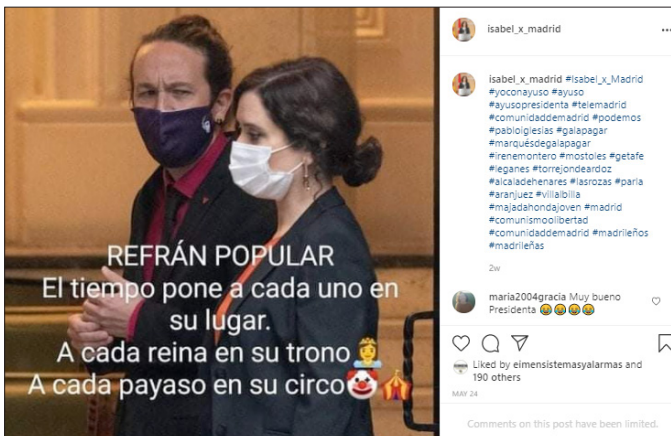 REFRÁN POPULAR
El tiempo pone a cada uno en
su lugar.
A cada reina en su trono 👸
A cada payaso en su circo🤡🎪
isabel_x_madrid
isabel_x_madrid #Isabel_x_Madrid
#yoconayuso #ayuso
#ayusopresidenta #telemadrid
#comunidaddemadrid #podemos
#pabloiglesias #galapagar
#marquésdegalapagar
#irenemontero #mostoles #getafe
#leganes #torrejondeardoz
#alcaladehenares #lasrozas #parla
#aranjuez #villalbilla
#majadahondajoven #madrid
#comunismoolibertad
#comunidaddemadrid #madrileños
#madrileñas
2w
maria2004gracia Muy bueno
Presidenta 😂😂😂😂
Liked by eimensistemasyalarmas and
190 others
MAY 24
Comments on this post have been limited.